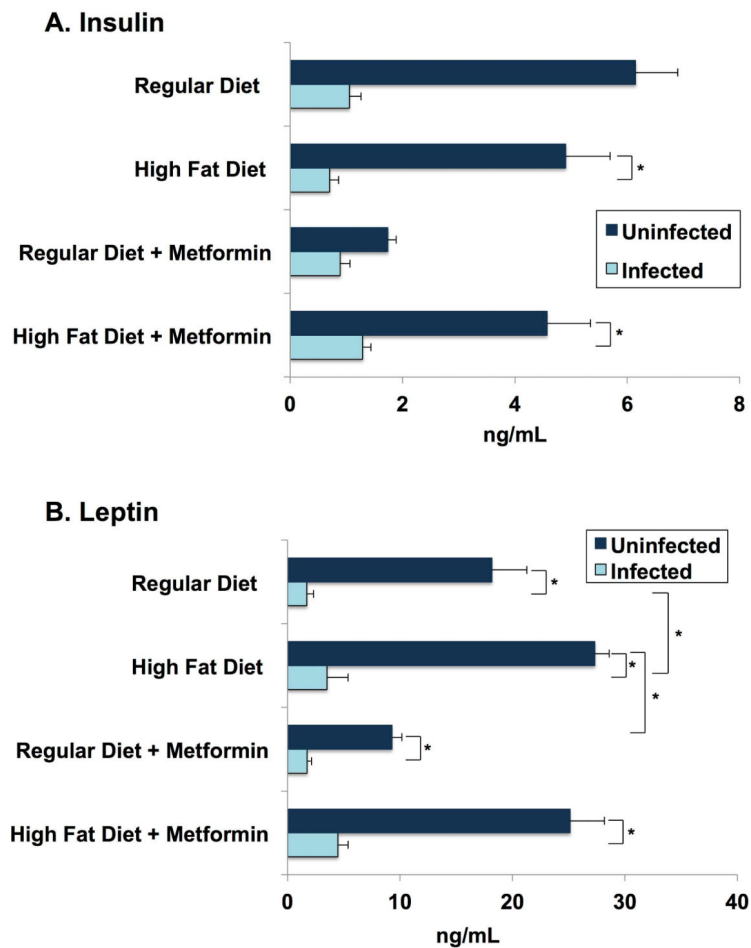 A. Insulin
Regular Diet
High Fat Diet
*
Regular Diet + Metformin
High Fat Diet + Metformin
*
Uninfected
Infected
0 2 4 6 8
ng/mL
B. Leptin
Uninfected
Infected
Regular Diet
*
*
High Fat Diet
*
*
Regular Diet + Metformin
*
High Fat Diet + Metformin
*
0 10 20 30 40
ng/mL